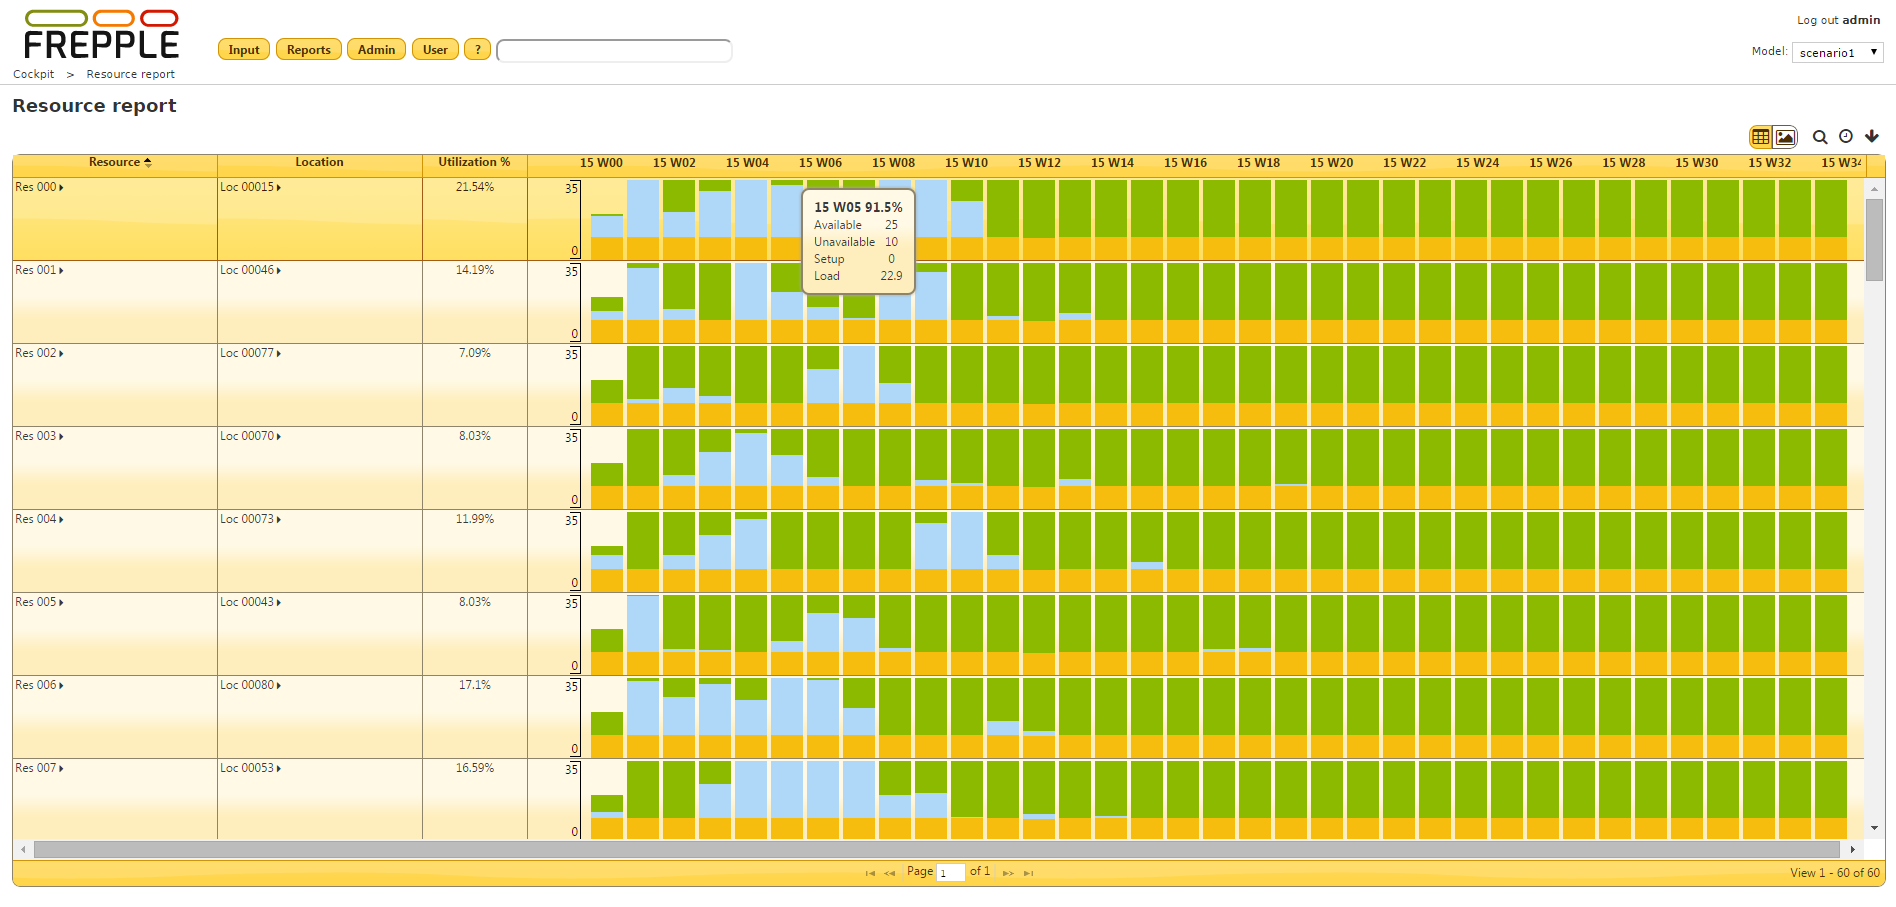 FREPPLE
Input Reports Admin User ?
Log out admin
Model: scenario1
Cockpit > Resource report
Resource report
Resource Location Utilization % 15 W00 15 W02 15 W04 15 W06 15 W08 15 W10 15 W12 15 W14 15 W16 15 W18 15 W20 15 W22 15 W24 15 W26 15 W28 15 W30 15 W32 15 W34
Res 000 Loc 00015 21.54% 35
0
15 W05 91.5%
Available 25
Unavailable 10
Setup 0
Load 22.9
Res 001 Loc 00046 14.19% 35
0
Res 002 Loc 00077 7.09% 35
0
Res 003 Loc 00070 8.03% 35
0
Res 004 Loc 00073 11.99% 35
0
Res 005 Loc 00043 8.03% 35
0
Res 006 Loc 00080 17.1% 35
0
Res 007 Loc 00053 16.59% 35
0
Page 1 of 1
View 1 - 60 of 60